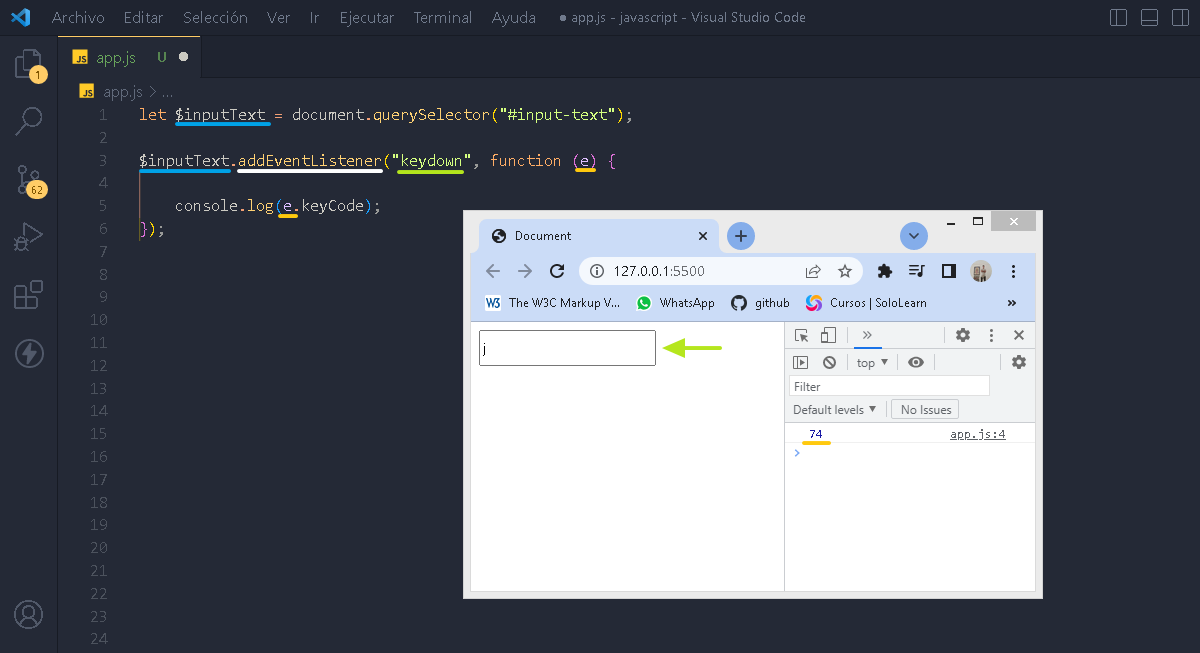 Archivo Editar Selección Ver Ir Ejecutar Terminal Ayuda ● app.js - javascript - Visual Studio Code
JS app.js U ●
1
JS app.js > ...
1 let $inputText = document.querySelector("#input-text");
2
3 $inputText.addEventListener("keydown", function (e) {
4
62
5 console.log(e.keyCode);
6 });
7
8
9
10
11
12
13
14
15
16
17
18
19
20
21
22
23
24
Document
127.0.0.1:5500
W3 The W3C Markup V... WhatsApp github Cursos | SoloLearn »
j
»
top ▼
Filter
Default levels ▼ No Issues
74 app.js:4
>